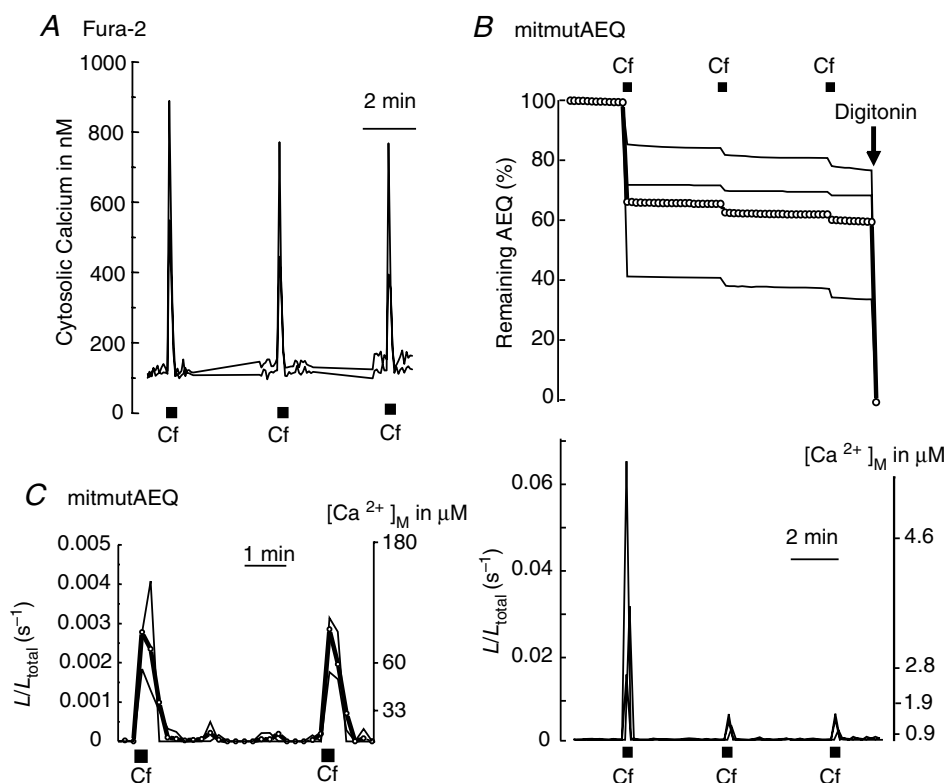 A Fura-2
1000
800
600
400
200
0
Cytosolic Calcium in nM
2 min
Cf Cf Cf
B mitmutAEQ
Cf Cf Cf
100
80
60
40
20
0
Remaining AEQ (%)
Digitonin
C mitmutAEQ
[Ca 2+ ]M in μM
0.005
0.004
0.003
0.002
0.001
0
L/Ltotal (s–1)
1 min
180
60
33
Cf Cf
[Ca 2+ ]M in μM
0.06
0.04
0.02
0
L/Ltotal (s–1)
2 min
4.6
2.8
1.9
0.9
Cf Cf Cf